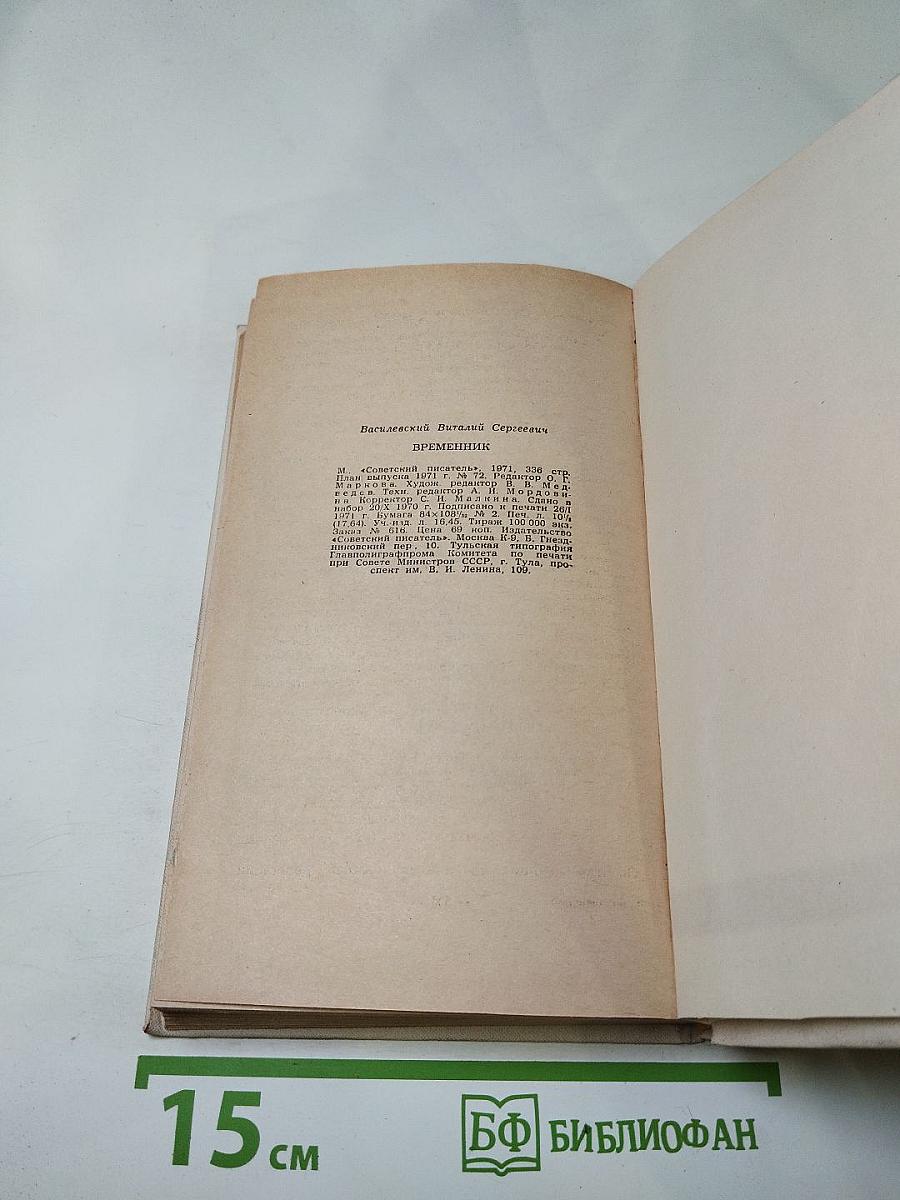 Василевский Виталий Сергеевич
ВРЕМЕННИК
М., «Советский писатель», 1971, 336 стр.
План выпуска 1971 г. № 72. Редактор О. Г.
Маркова. Худож. редактор В. В. Мед-
ведев. Техн. редактор А. И. Мордови-
на Корректор С. И. Малкина. Сдано в
набор 20/X 1970 г. Подписано к печати 26/I
1971 г. Бумага 84×108¹/₃₂ № 2. Печ. л. 10¹/₂
(17,64). Уч.-изд. л. 16,45. Тираж 100 000 экз.
Заказ № 616. Цена 69 коп. Издательство
«Советский писатель». Москва К-9, Б. Гнезд-
никовский пер., 10. Тульская типография
Главполиграфпрома Комитета по печати
при Совете Министров СССР, г. Тула, про-
спект им. В. И. Ленина, 109.
15 см
БФ БИБЛИОФАН